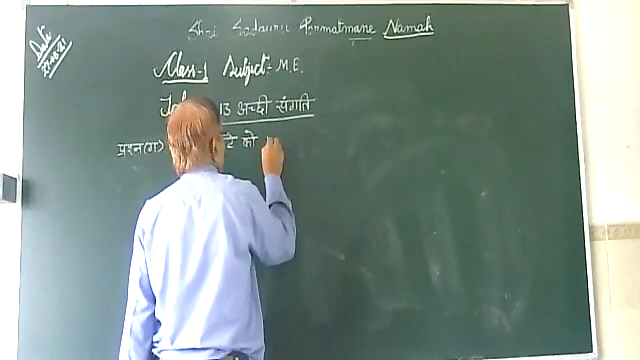 Shri Sadguru Parmatmane Namah
Date
Class-1 Subject- M.E.
13 अच्छी संगति
प्रश्न(ग) टे को